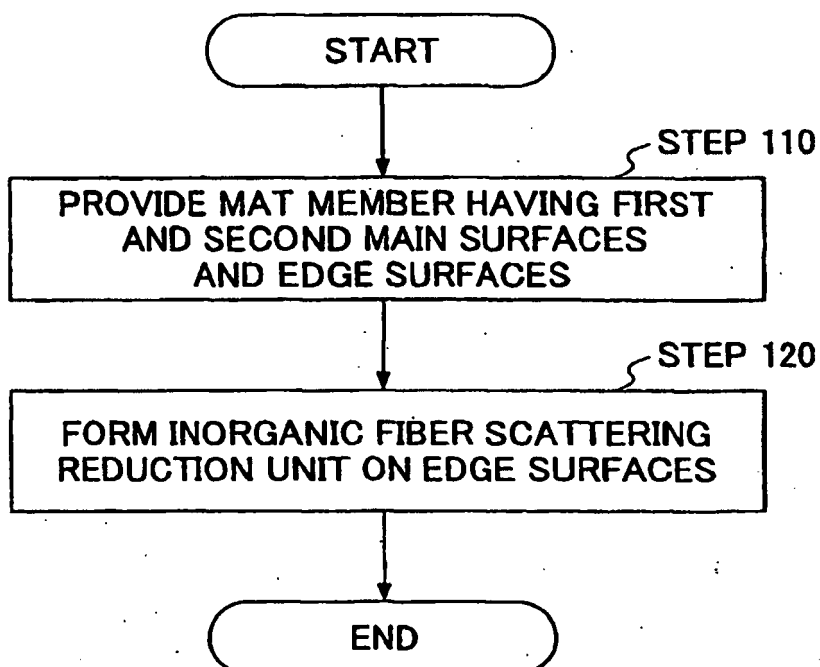 START
STEP 110
PROVIDE MAT MEMBER HAVING FIRST
AND SECOND MAIN SURFACES
AND EDGE SURFACES
STEP 120
FORM INORGANIC FIBER SCATTERING
REDUCTION UNIT ON EDGE SURFACES
END